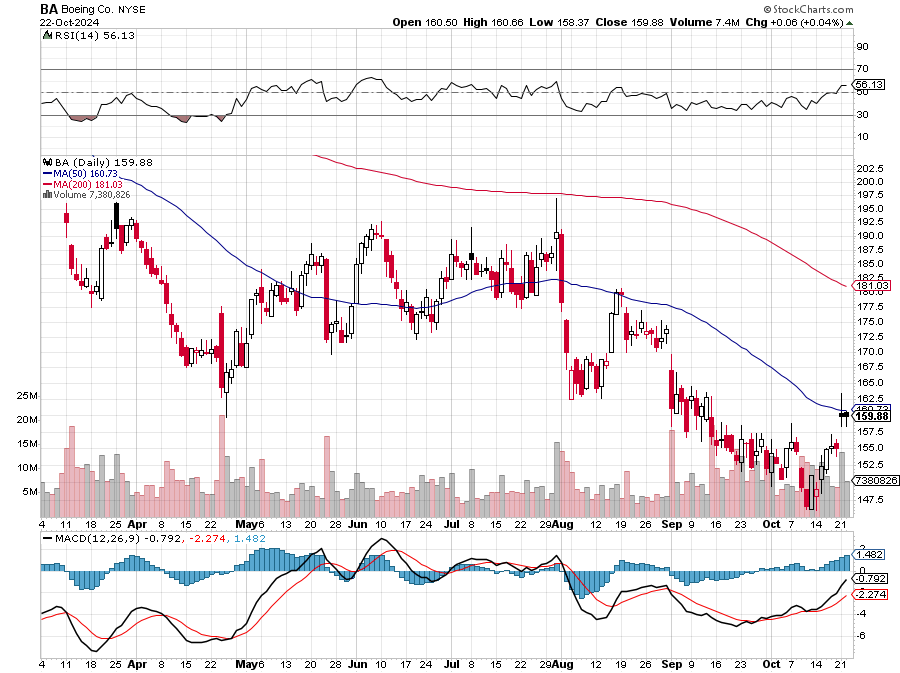 BA Boeing Co. NYSE © StockCharts.com
22-Oct-2024 Open 160.50 High 160.66 Low 158.37 Close 159.88 Volume 7.4M Chg +0.06 (+0.04%)
RSI(14) 56.13
90
70
56.13
50
30
10
BA (Daily) 159.88
MA(50) 160.73
MA(200) 181.03
Volume 7,380,826
202.5
200.0
197.5
195.0
192.5
190.0
187.5
185.0
182.5
181.03
180.0
177.5
175.0
172.5
170.0
167.5
165.0
162.5
160.73
159.88
157.5
155.0
152.5
7380826
147.5
25M
20M
15M
10M
5M
4 11 18 25 Apr 8 15 22 May 6 13 20 28 Jun 10 17 24 Jul 8 15 22 29 Aug 12 19 26 Sep 9 16 23 Oct 7 14 21
MACD(12,26,9) -0.792, -2.274, 1.482
2
1.482
0
-0.792
-2.274
-4
-6
4 11 18 25 Apr 8 15 22 May 6 13 20 28 Jun 10 17 24 Jul 8 15 22 29 Aug 12 19 26 Sep 9 16 23 Oct 7 14 21